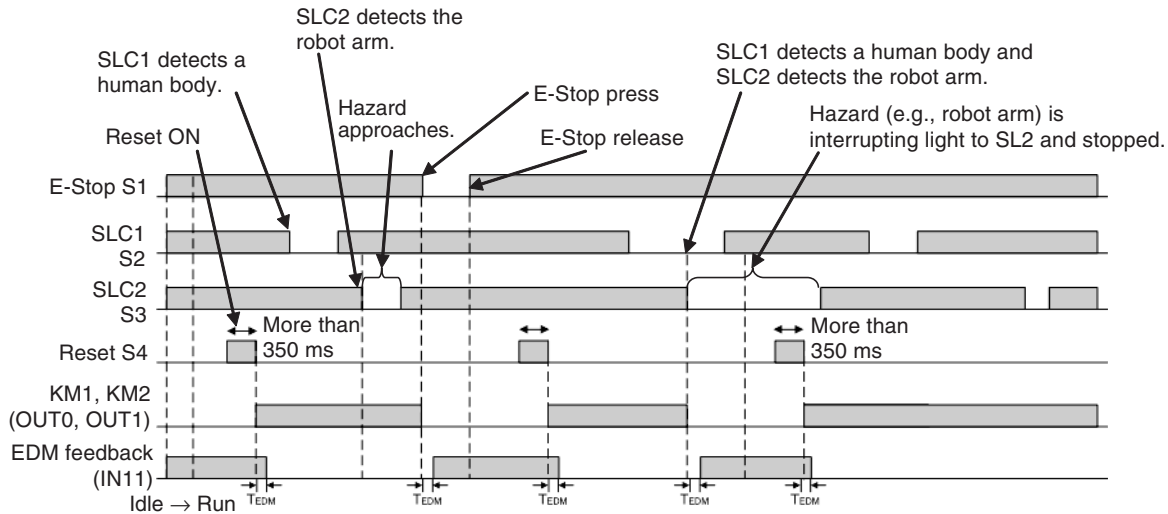 SLC2 detects the
robot arm.
SLC1 detects a
human body.
SLC1 detects a human body and
SLC2 detects the robot arm.
Hazard
approaches.
E-Stop press
Hazard (e.g., robot arm) is
interrupting light to SL2 and stopped.
Reset ON
E-Stop release
E-Stop S1
SLC1
S2
SLC2
S3
More than
350 ms
More than
350 ms
Reset S4
KM1, KM2
(OUT0, OUT1)
EDM feedback
(IN11)
Idle → Run
TEDM
TEDM
TEDM
TEDM
TEDM